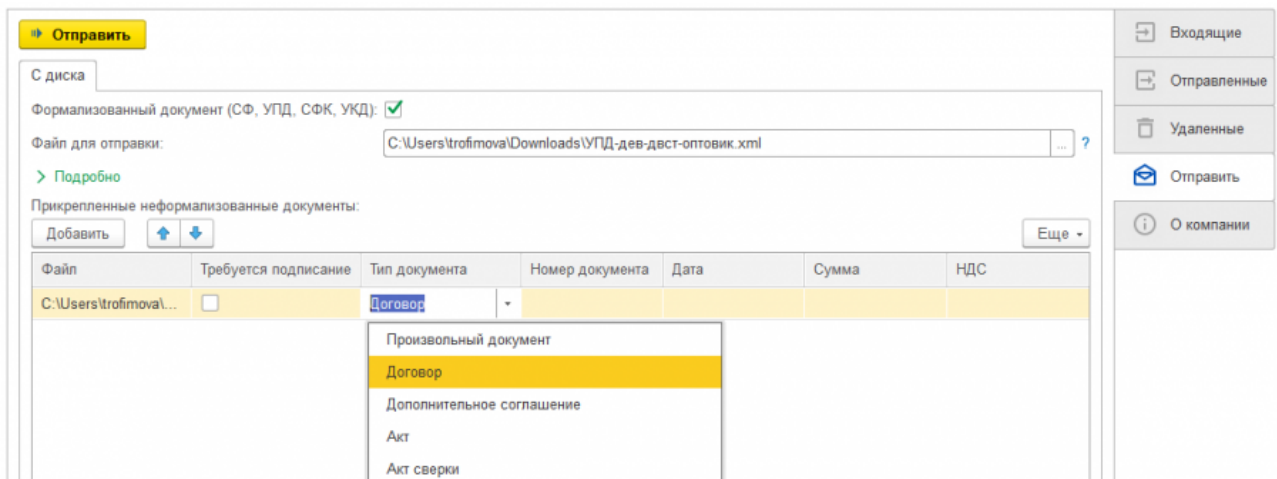 Отправить
С диска
Формализованный документ (СФ, УПД, СФК, УКД):
Файл для отправки: C:\Users\trofimova\Downloads\УПД-дев-двст-оптовик.xml ... ?
Подробно
Прикрепленные неформализованные документы:
Добавить Еще
Файл Требуется подписание Тип документа Номер документа Дата Сумма НДС
C:\Users\trofimova\... Договор
Произвольный документ
Договор
Дополнительное соглашение
Акт
Акт сверки
Входящие
Отправленные
Удаленные
Отправить
О компании